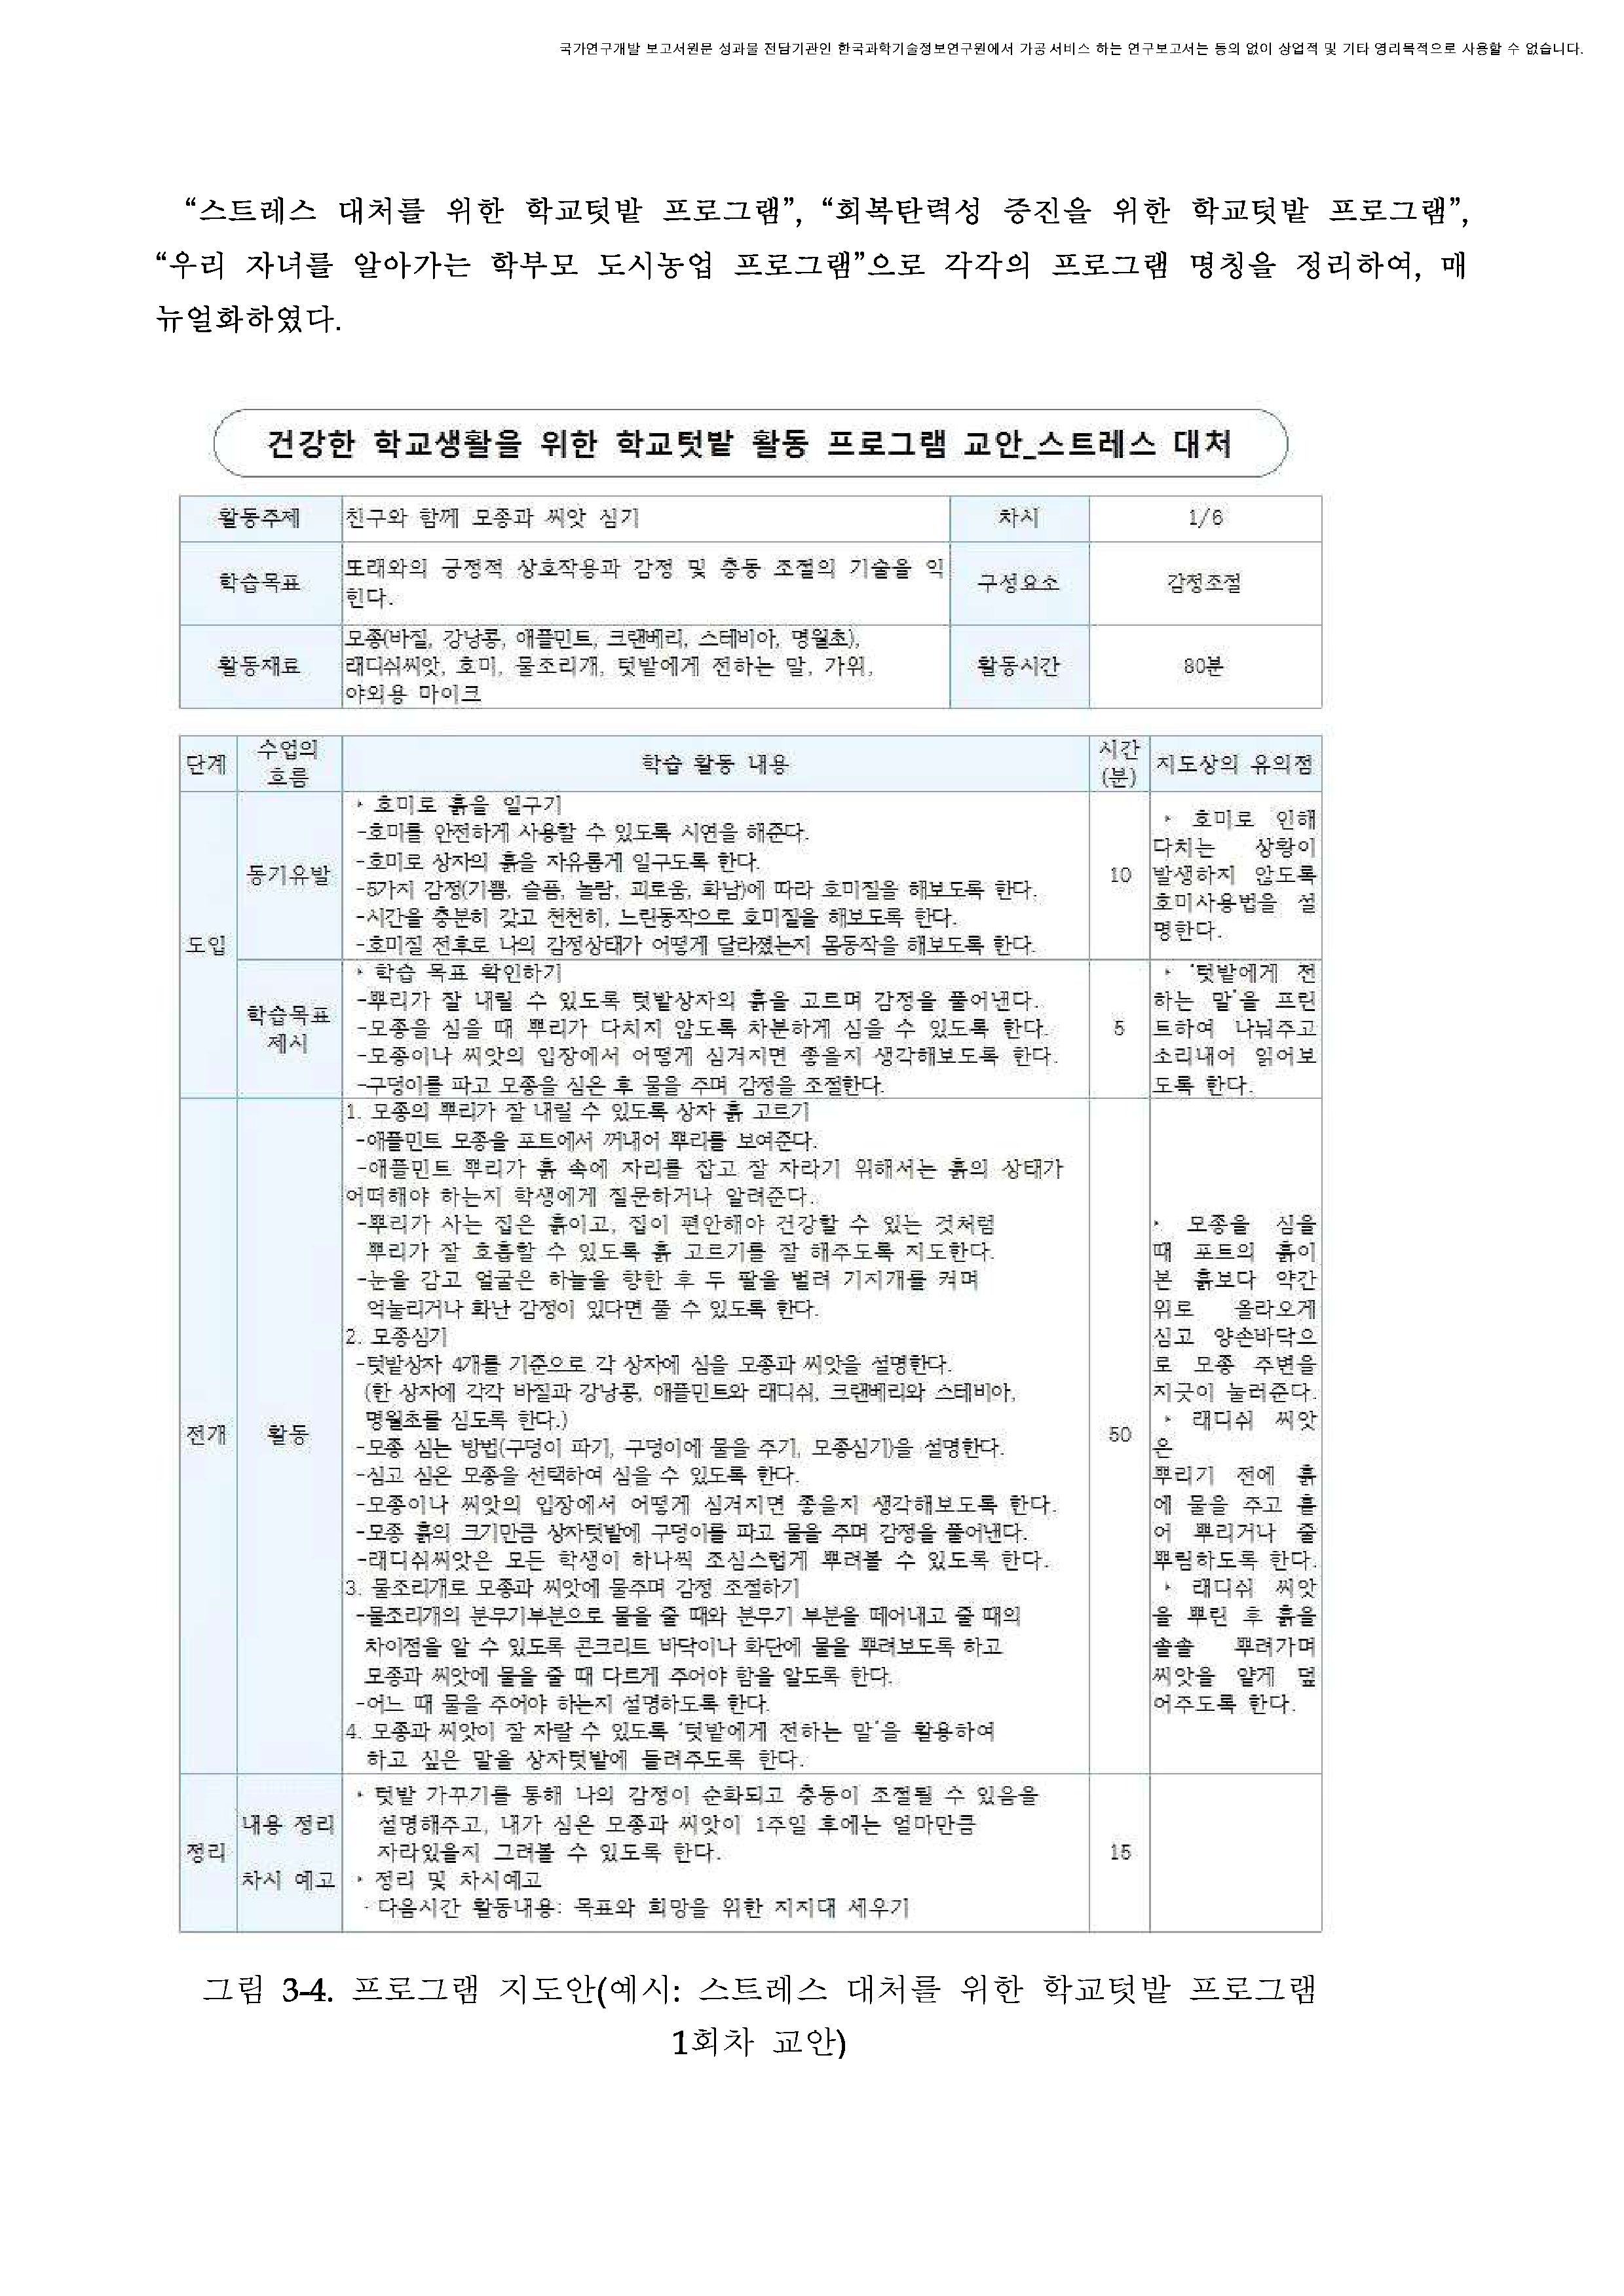 국가연구개발 보고서원문 성과물 전담기관인 한국과학기술정보연구원에서 가공·서비스 하는 연구보고서는 동의 없이 상업적 및 기타 영리목적으로 사용할 수 없습니다.
“스트레스 대처를 위한 학교텃밭 프로그램”, “회복탄력성 증진을 위한 학교텃밭 프로그램”,
“우리 자녀를 알아가는 학부모 도시농업 프로그램”으로 각각의 프로그램 명칭을 정리하여, 매
뉴얼화하였다.
건강한 학교생활을 위한 학교텃밭 활동 프로그램 교안_스트레스 대처
활동주제 친구와 함께 모종과 씨앗 심기 차시 1/6
학습목표 또래와의 긍정적 상호작용과 감정 및 충동 조절의 기술을 익
힌다.
구성요소 감정조절
활동재료 모종(바질, 강낭콩, 애플민트, 크랜베리, 스테비아, 명월초),
래디쉬씨앗, 호미, 물조리개, 텃밭에게 전하는 말, 가위,
야외용 마이크
활동시간 80분
단계 수업의
흐름
학습 활동 내용 시간
(분)
지도상의 유의점
도입
동기유발
‣ 호미로 흙을 일구기
-호미를 안전하게 사용할 수 있도록 시연을 해준다.
-호미로 상자의 흙을 자유롭게 일구도록 한다.
-5가지 감정(기쁨, 슬픔, 놀람, 괴로움, 화남)에 따라 호미질을 해보도록 한다.
-시간을 충분히 갖고 천천히, 느린동작으로 호미질을 해보도록 한다.
-호미질 전후로 나의 감정상태가 어떻게 달라졌는지 몸동작을 해보도록 한다.
10
‣ 호미로 인해
다치는 상황이
발생하지 않도록
호미사용법을 설
명한다.
학습목표
제시
‣ 학습 목표 확인하기
-뿌리가 잘 내릴 수 있도록 텃밭상자의 흙을 고르며 감정을 풀어낸다.
-모종을 심을 때 뿌리가 다치지 않도록 차분하게 심을 수 있도록 한다.
-모종이나 씨앗의 입장에서 어떻게 심겨지면 좋을지 생각해보도록 한다.
-구덩이를 파고 모종을 심은 후 물을 주며 감정을 조절한다.
5
‣ '텃밭에게 전
하는 말'을 프린
트하여 나눠주고
소리내어 읽어보
도록 한다.
전개
활동
1. 모종의 뿌리가 잘 내릴 수 있도록 상자 흙 고르기
-애플민트 모종을 포트에서 꺼내어 뿌리를 보여준다.
-애플민트 뿌리가 흙 속에 자리를 잡고 잘 자라기 위해서는 흙의 상태가
어떠해야 하는지 학생에게 질문하거나 알려준다.
-뿌리가 사는 집은 흙이고, 집이 편안해야 건강할 수 있는 것처럼
뿌리가 잘 호흡할 수 있도록 흙 고르기를 잘 해주도록 지도한다.
-눈을 감고 얼굴은 하늘을 향한 후 두 팔을 벌려 기지개를 켜며
억눌리거나 화난 감정이 있다면 풀 수 있도록 한다.
2. 모종심기
-텃밭상자 4개를 기준으로 각 상자에 심을 모종과 씨앗을 설명한다.
(한 상자에 각각 바질과 강낭콩, 애플민트와 래디쉬, 크랜베리와 스테비아,
명월초를 심도록 한다.)
-모종 심는 방법(구덩이 파기, 구덩이에 물을 주기, 모종심기)을 설명한다.
-심고 싶은 모종을 선택하여 심을 수 있도록 한다.
-모종이나 씨앗의 입장에서 어떻게 심겨지면 좋을지 생각해보도록 한다.
-모종 흙의 크기만큼 상자텃밭에 구덩이를 파고 물을 주며 감정을 풀어낸다.
-래디쉬씨앗은 모든 학생이 하나씩 조심스럽게 뿌려볼 수 있도록 한다.
3. 물조리개로 모종과 씨앗에 물주며 감정 조절하기
-물조리개의 분무기부분으로 물을 줄 때와 분무기 부분을 떼어내고 줄 때의
차이점을 알 수 있도록 콘크리트 바닥이나 화단에 물을 뿌려보도록 하고
모종과 씨앗에 물을 줄 때 다르게 주어야 함을 알도록 한다.
-어느 때 물을 주어야 하는지 설명하도록 한다.
4. 모종과 씨앗이 잘 자랄 수 있도록 '텃밭에게 전하는 말'을 활용하여
하고 싶은 말을 상자텃밭에 들려주도록 한다.
50
‣ 모종을 심을
때 포트의 흙이
본 흙보다 약간
위로 올라오게
심고 양손바닥으
로 모종 주변을
지긋이 눌러준다.
‣ 래디쉬 씨앗
은
뿌리기 전에 흙
에 물을 주고 흩
어 뿌리거나 줄
뿌림하도록 한다.
‣ 래디쉬 씨앗
을 뿌린 후 흙을
솔솔 뿌려가며
씨앗을 얕게 덮
어주도록 한다.
정리
내용 정리
차시 예고
‣ 텃밭 가꾸기를 통해 나의 감정이 순화되고 충동이 조절될 수 있음을
설명해주고, 내가 심은 모종과 씨앗이 1주일 후에는 얼마만큼
자라있을지 그려볼 수 있도록 한다.
‣ 정리 및 차시예고
- 다음시간 활동내용: 목표와 희망을 위한 지지대 세우기
15
그림 3-4. 프로그램 지도안(예시: 스트레스 대처를 위한 학교텃밭 프로그램
1회차 교안)